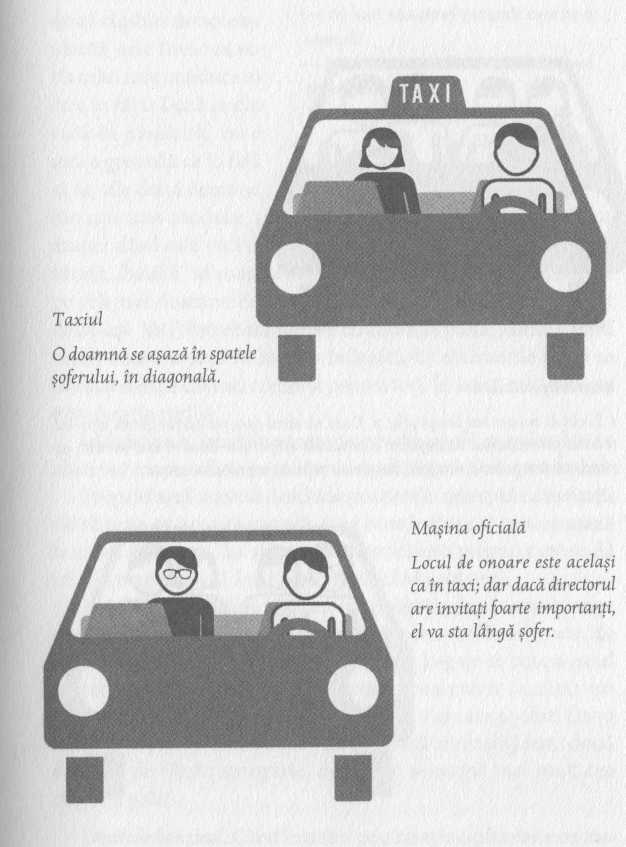 TAXI
Taxiul
O doamnă se așază în spatele
șoferului, în diagonală.
Mașina oficială
Locul de onoare este același
ca în taxi; dar dacă directorul
are invitați foarte importanți,
el va sta lângă șofer.